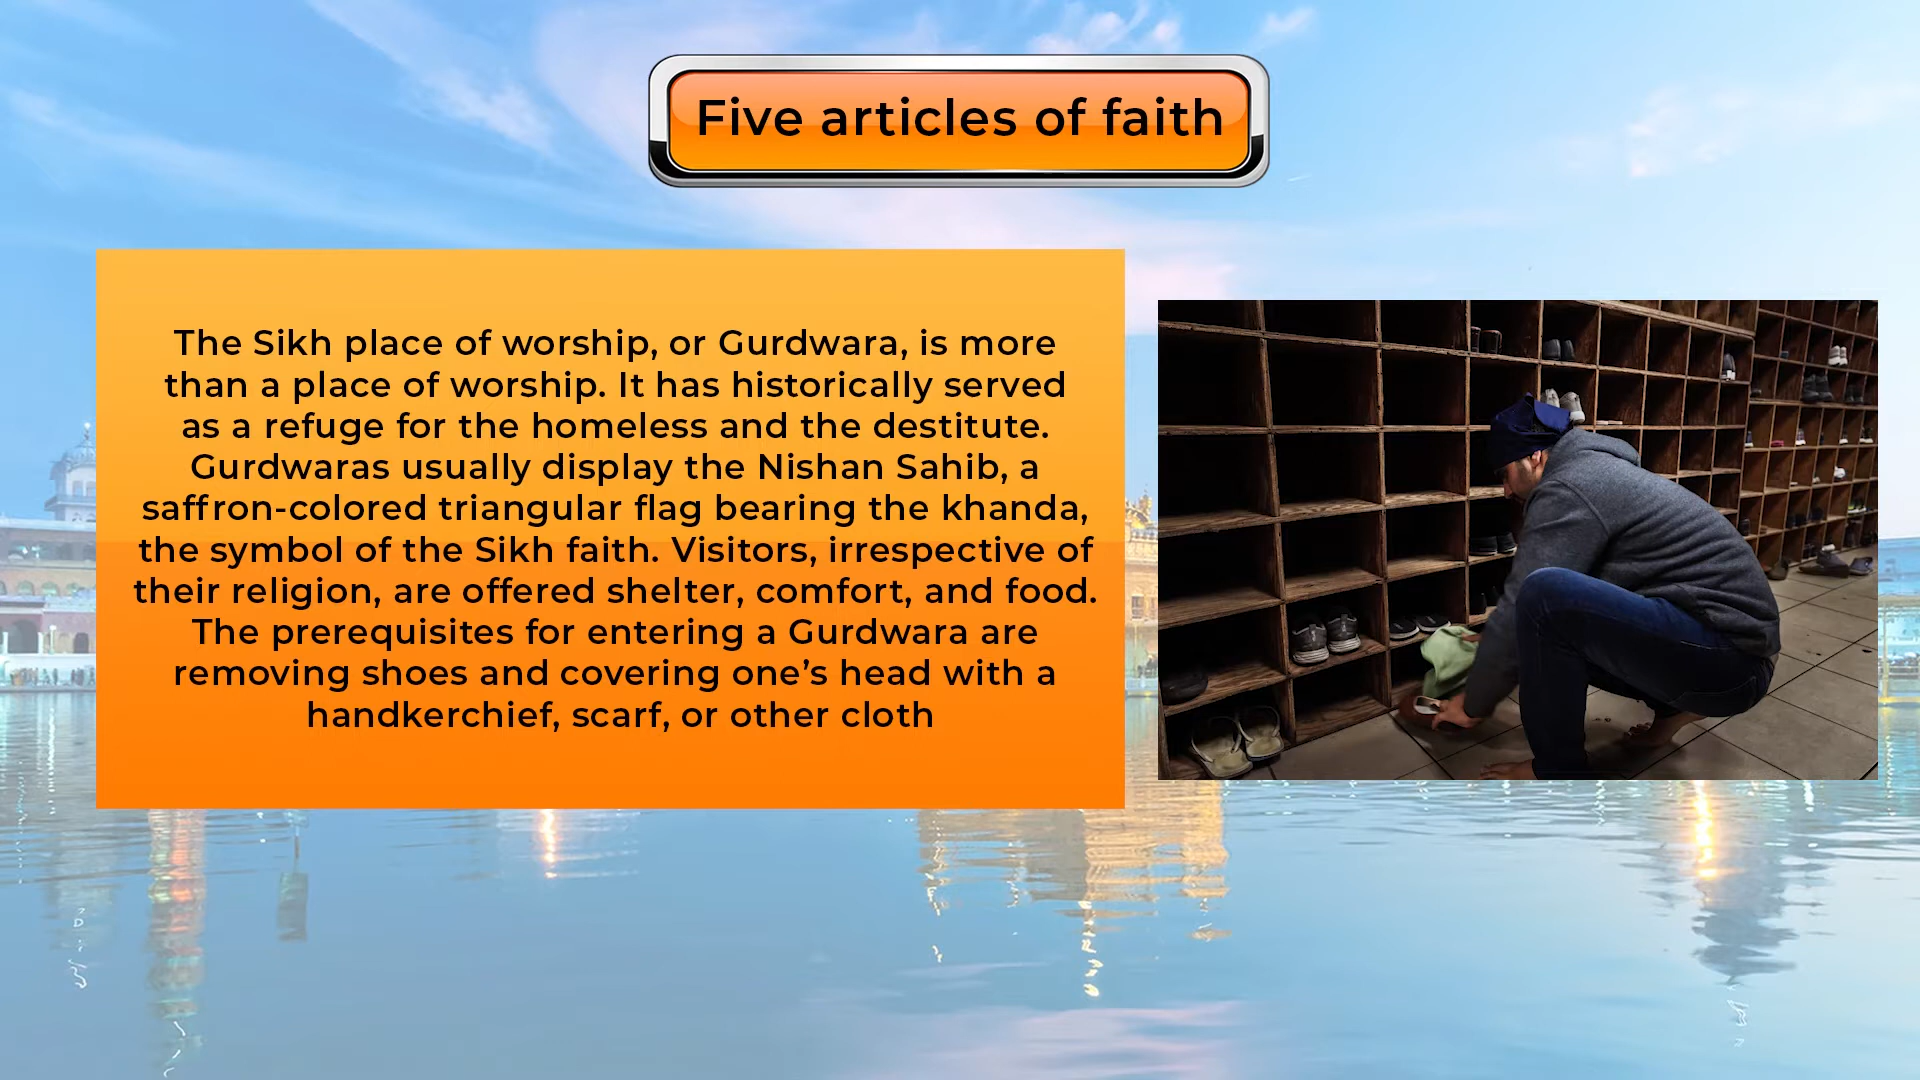 Five articles of faith
The Sikh place of worship, or Gurdwara, is more
than a place of worship. It has historically served
as a refuge for the homeless and the destitute.
Gurdwaras usually display the Nishan Sahib, a
saffron-colored triangular flag bearing the khanda,
the symbol of the Sikh faith. Visitors, irrespective of
their religion, are offered shelter, comfort, and food.
The prerequisites for entering a Gurdwara are
removing shoes and covering one’s head with a
handkerchief, scarf, or other cloth